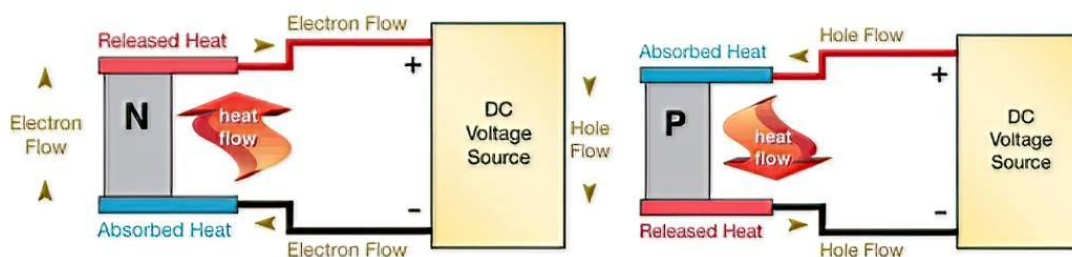 Electron Flow
Released Heat
+
N
heat
flow
DC
Voltage
Source
Electron
Flow
Absorbed Heat
−
Electron Flow
Hole Flow
Absorbed Heat
+
P
heat
flow
DC
Voltage
Source
Hole
Flow
Released Heat
−
Hole Flow